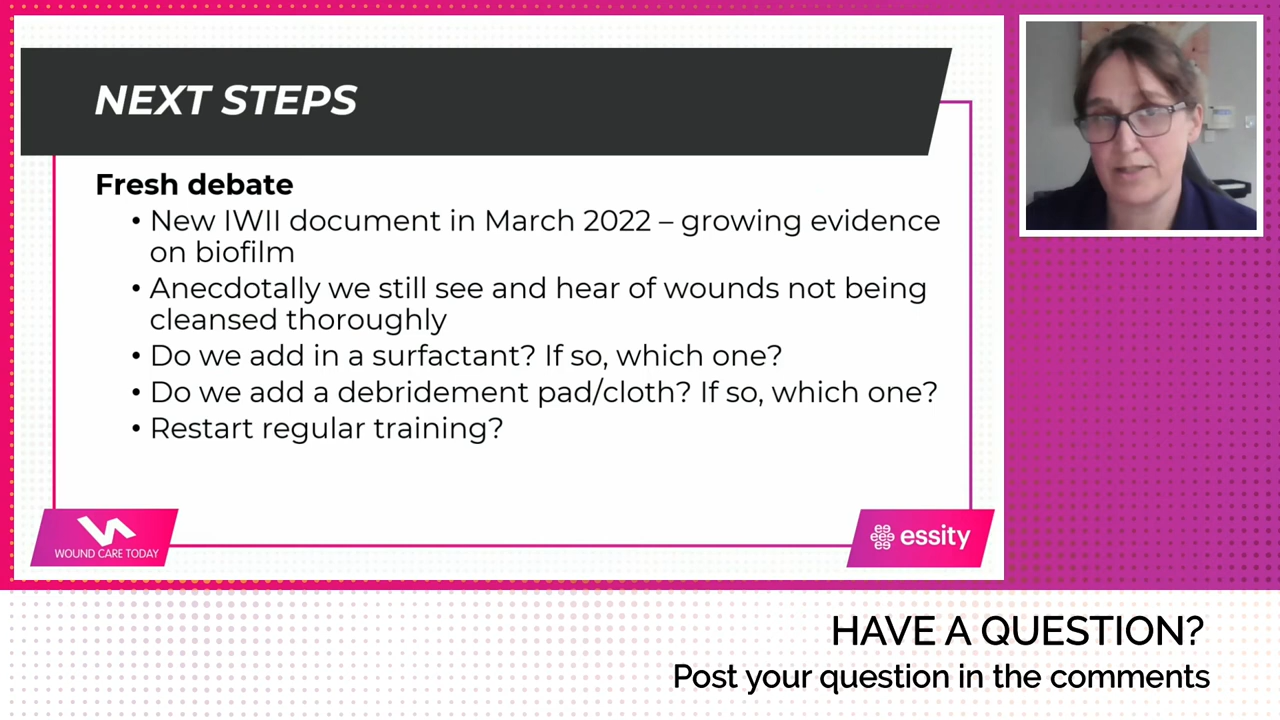 NEXT STEPS
Fresh debate
• New IWII document in March 2022 – growing evidence
on biofilm
• Anecdotally we still see and hear of wounds not being
cleansed thoroughly
• Do we add in a surfactant? If so, which one?
• Do we add a debridement pad/cloth? If so, which one?
• Restart regular training?
WOUND CARE TODAY
essity
HAVE A QUESTION?
Post your question in the comments